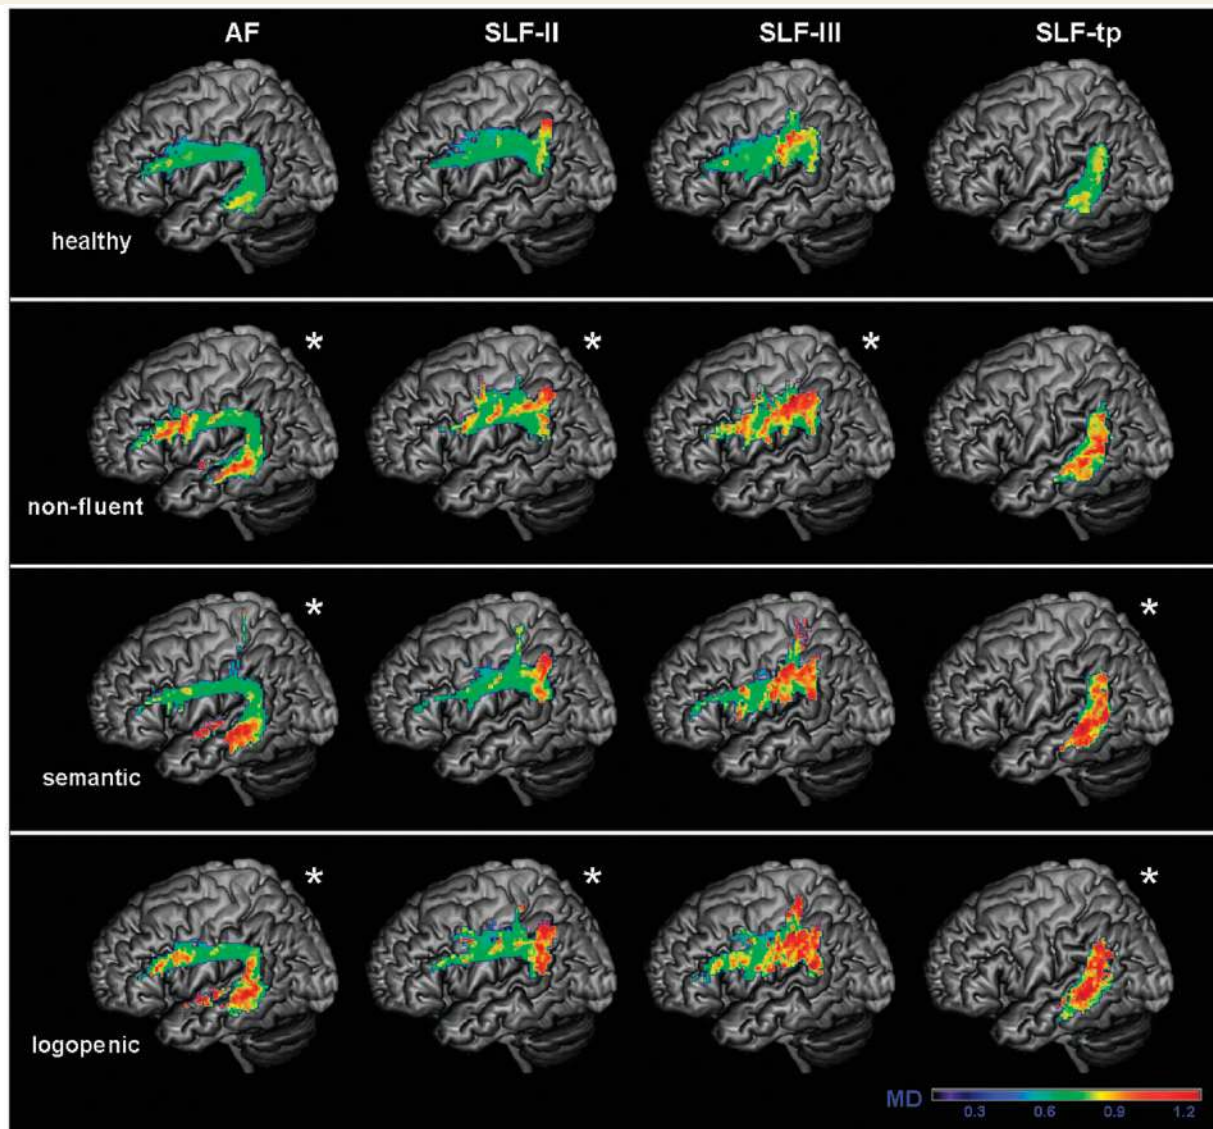 AF SLF-II SLF-III SLF-tp
healthy
* * *
non-fluent
* *
semantic
* * *
logopenic
MD
0.3 0.6 0.9 1.2